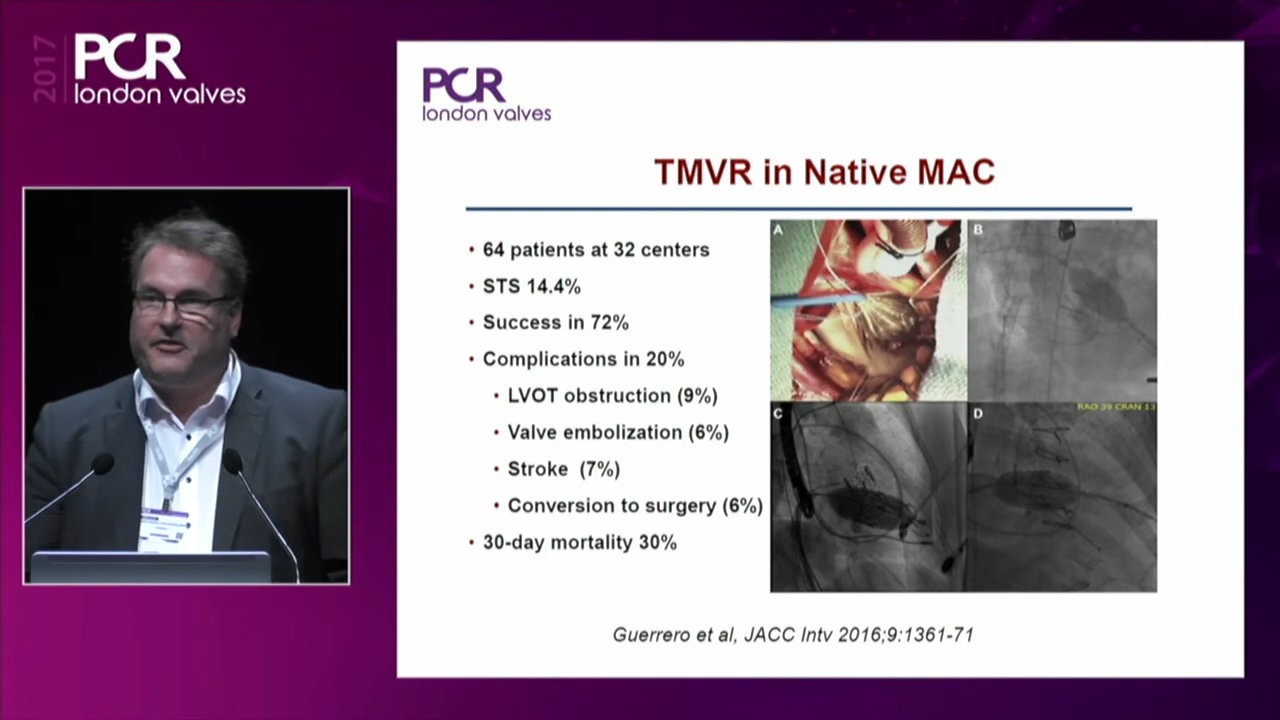 2017
PCR
london valves
PCR
london valves
TMVR in Native MAC
• 64 patients at 32 centers
• STS 14.4%
• Success in 72%
• Complications in 20%
• LVOT obstruction (9%)
• Valve embolization (6%)
• Stroke (7%)
• Conversion to surgery (6%)
• 30-day mortality 30%
A
B
C
D
RAO 39 CRAN 13
Guerrero et al, JACC Intv 2016;9:1361-71